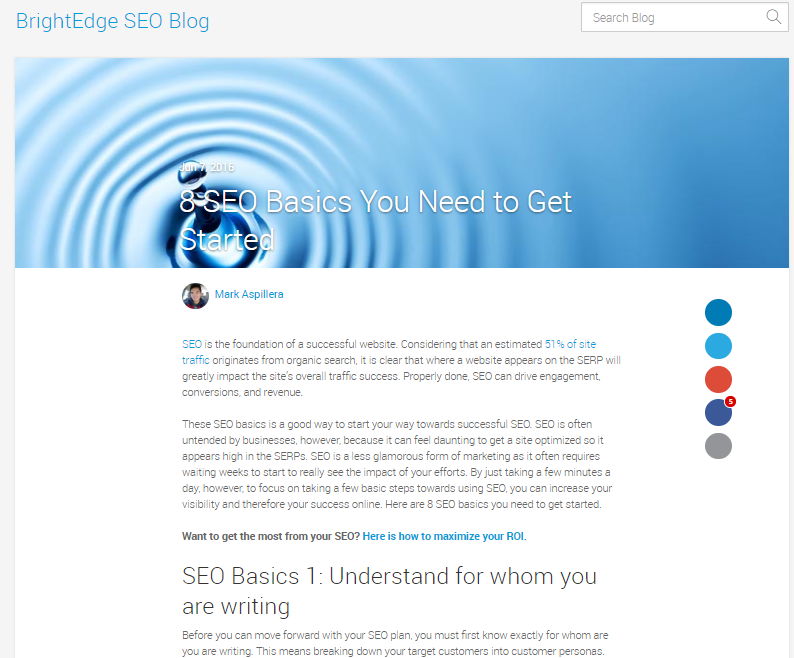 BrightEdge SEO Blog
Search Blog
Jun 7, 2016
8 SEO Basics You Need to Get
Started
Mark Aspillera
SEO is the foundation of a successful website. Considering that an estimated 51% of site
traffic originates from organic search, it is clear that where a website appears on the SERP will
greatly impact the site's overall traffic success. Properly done, SEO can drive engagement,
conversions, and revenue.
5
These SEO basics is a good way to start your way towards successful SEO. SEO is often
untended by businesses, however, because it can feel daunting to get a site optimized so it
appears high in the SERPs. SEO is a less glamorous form of marketing as it often requires
waiting weeks to start to really see the impact of your efforts. By just taking a few minutes a
day, however, to focus on taking a few basic steps towards using SEO, you can increase your
visibility and therefore your success online. Here are 8 SEO basics you need to get started.
Want to get the most from your SEO? Here is how to maximize your ROI.
SEO Basics 1: Understand for whom you
are writing
Before you can move forward with your SEO plan, you must first know exactly for whom are
you are writing. This means breaking down your target customers into customer personas.